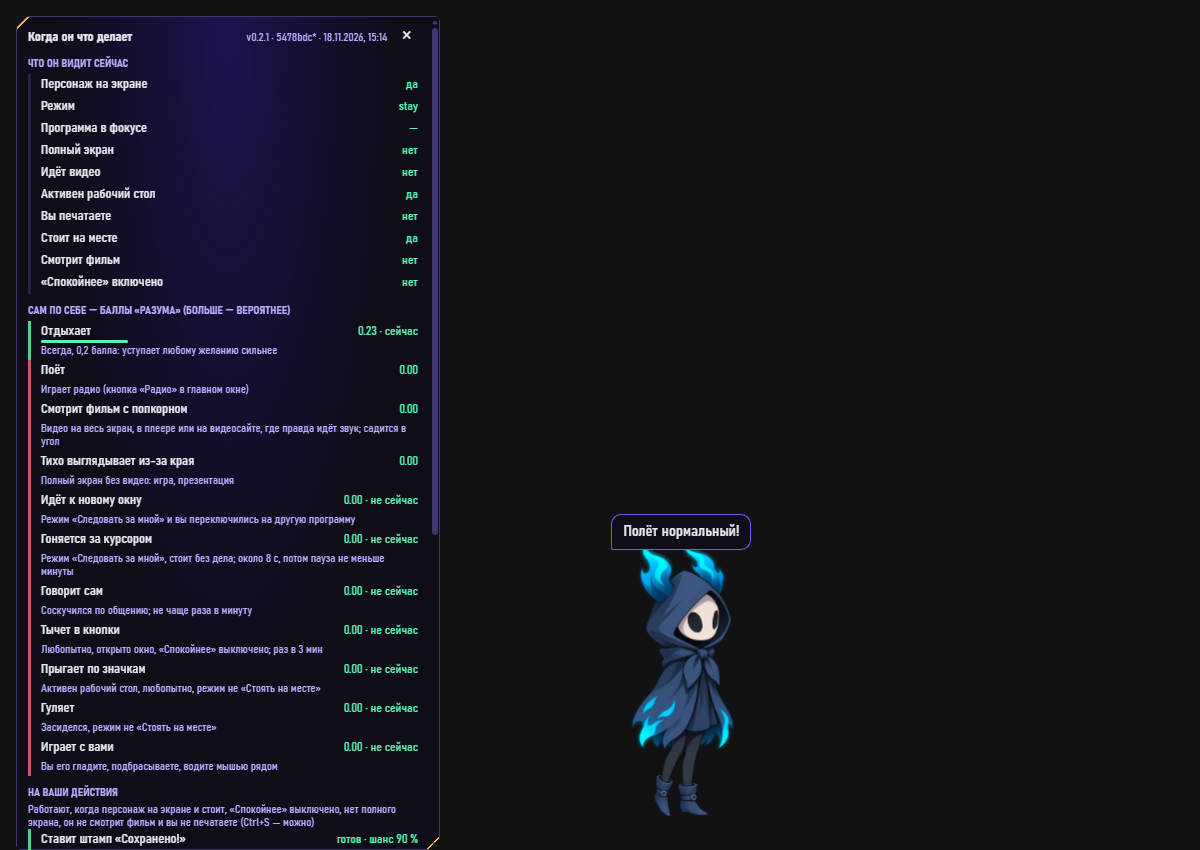 Когда он что делает
v0.2.1 · 5478bdc* · 18.11.2026, 15:14 ×
ЧТО ОН ВИДИТ СЕЙЧАС
Персонаж на экране да
Режим stay
Программа в фокусе —
Полный экран нет
Идёт видео нет
Активен рабочий стол да
Вы печатаете нет
Стоит на месте да
Смотрит фильм нет
«Спокойнее» включено нет
САМ ПО СЕБЕ — БАЛЛЫ «РАЗУМА» (БОЛЬШЕ — ВЕРОЯТНЕЕ)
Отдыхает 0.23 · сейчас
Всегда, 0,2 балла: уступает любому желанию сильнее
Поёт 0.00
Играет радио (кнопка «Радио» в главном окне)
Смотрит фильм с попкорном 0.00
Видео на весь экран, в плеере или на видеосайте, где правда идёт звук; садится в
угол
Тихо выглядывает из-за края 0.00
Полный экран без видео: игра, презентация
Идёт к новому окну 0.00 · не сейчас
Режим «Следовать за мной» и вы переключились на другую программу
Гоняется за курсором 0.00 · не сейчас
Режим «Следовать за мной», стоит без дела; около 8 с, потом пауза не меньше
минуты
Говорит сам 0.00 · не сейчас
Соскучился по общению; не чаще раза в минуту
Тычет в кнопки 0.00 · не сейчас
Любопытно, открыто окно, «Спокойнее» выключено; раз в 3 мин
Прыгает по значкам 0.00 · не сейчас
Активен рабочий стол, любопытно, режим не «Стоять на месте»
Гуляет 0.00 · не сейчас
Засиделся, режим не «Стоять на месте»
Играет с вами 0.00 · не сейчас
Вы его гладите, подбрасываете, водите мышью рядом
НА ВАШИ ДЕЙСТВИЯ
Работают, когда персонаж на экране и стоит, «Спокойнее» выключено, нет полного
экрана, он не смотрит фильм и вы не печатаете (Ctrl+S — можно)
Ставит штамп «Сохранено!» готов · шанс 90 %
Полёт нормальный!